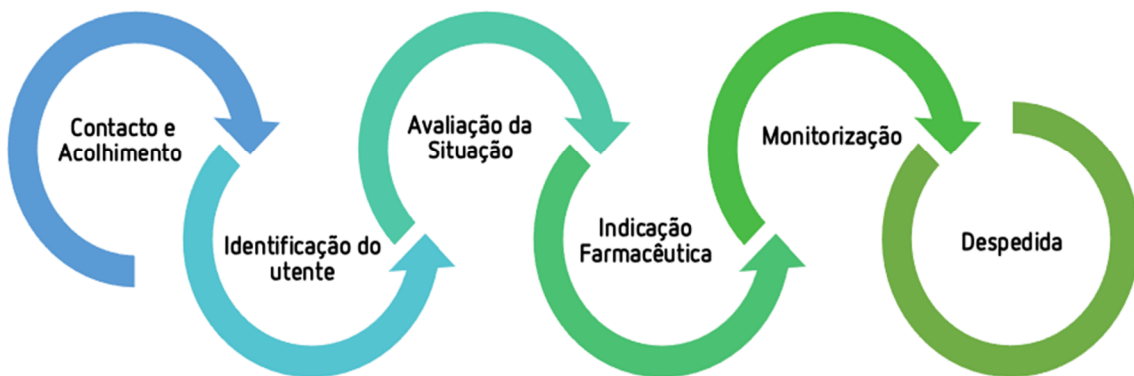 Contacto e
Acolhimento
Identificação do
utente
Avaliação da
Situação
Indicação
Farmacêutica
Monitorização
Despedida